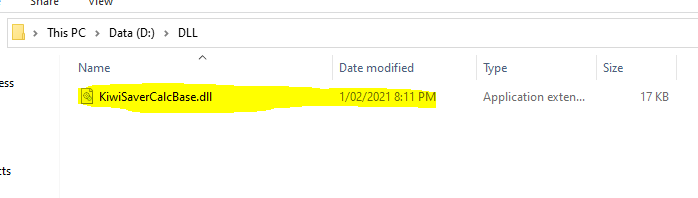 Share View
This PC > Data (D:) > DLL
Name Date modified Type Size
ess
KiwiSaverCalcBase.dll 1/02/2021 8:11 PM Application exten... 17 KB
cts